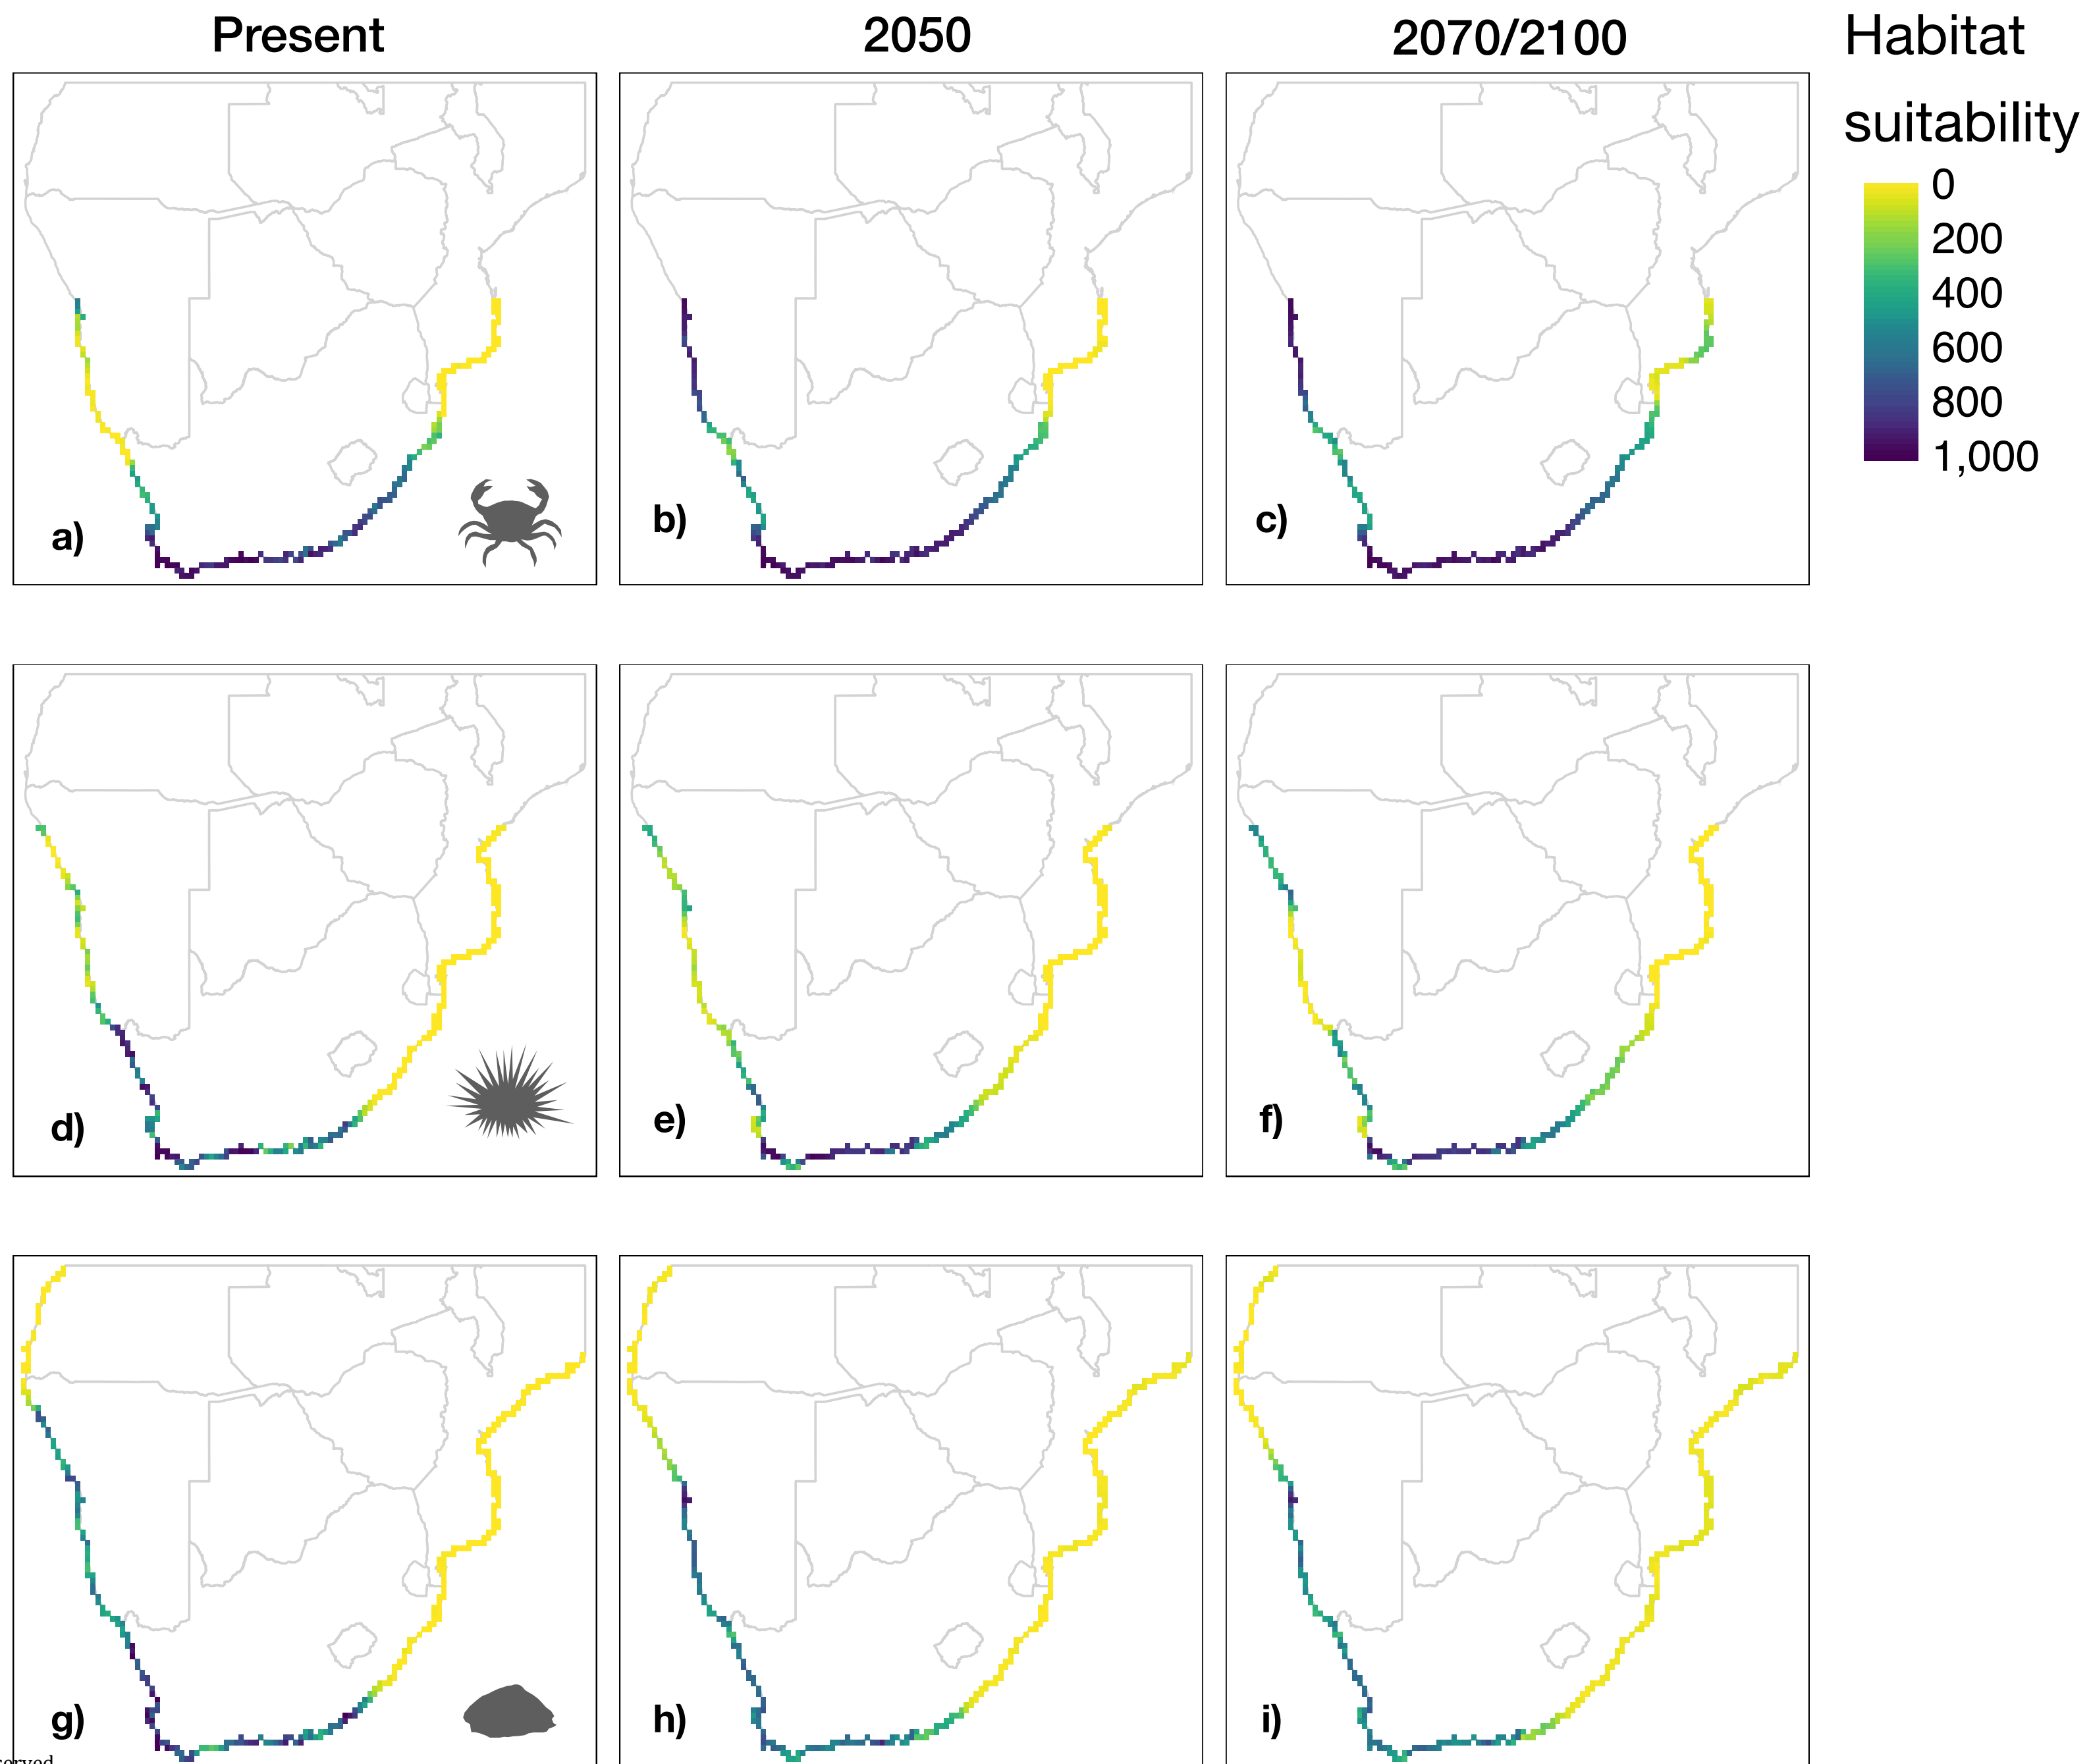 Present 2050 2070/2100
Habitat
suitability
0
200
400
600
800
1,000
a) b) c)
d) e) f)
g) h) i)